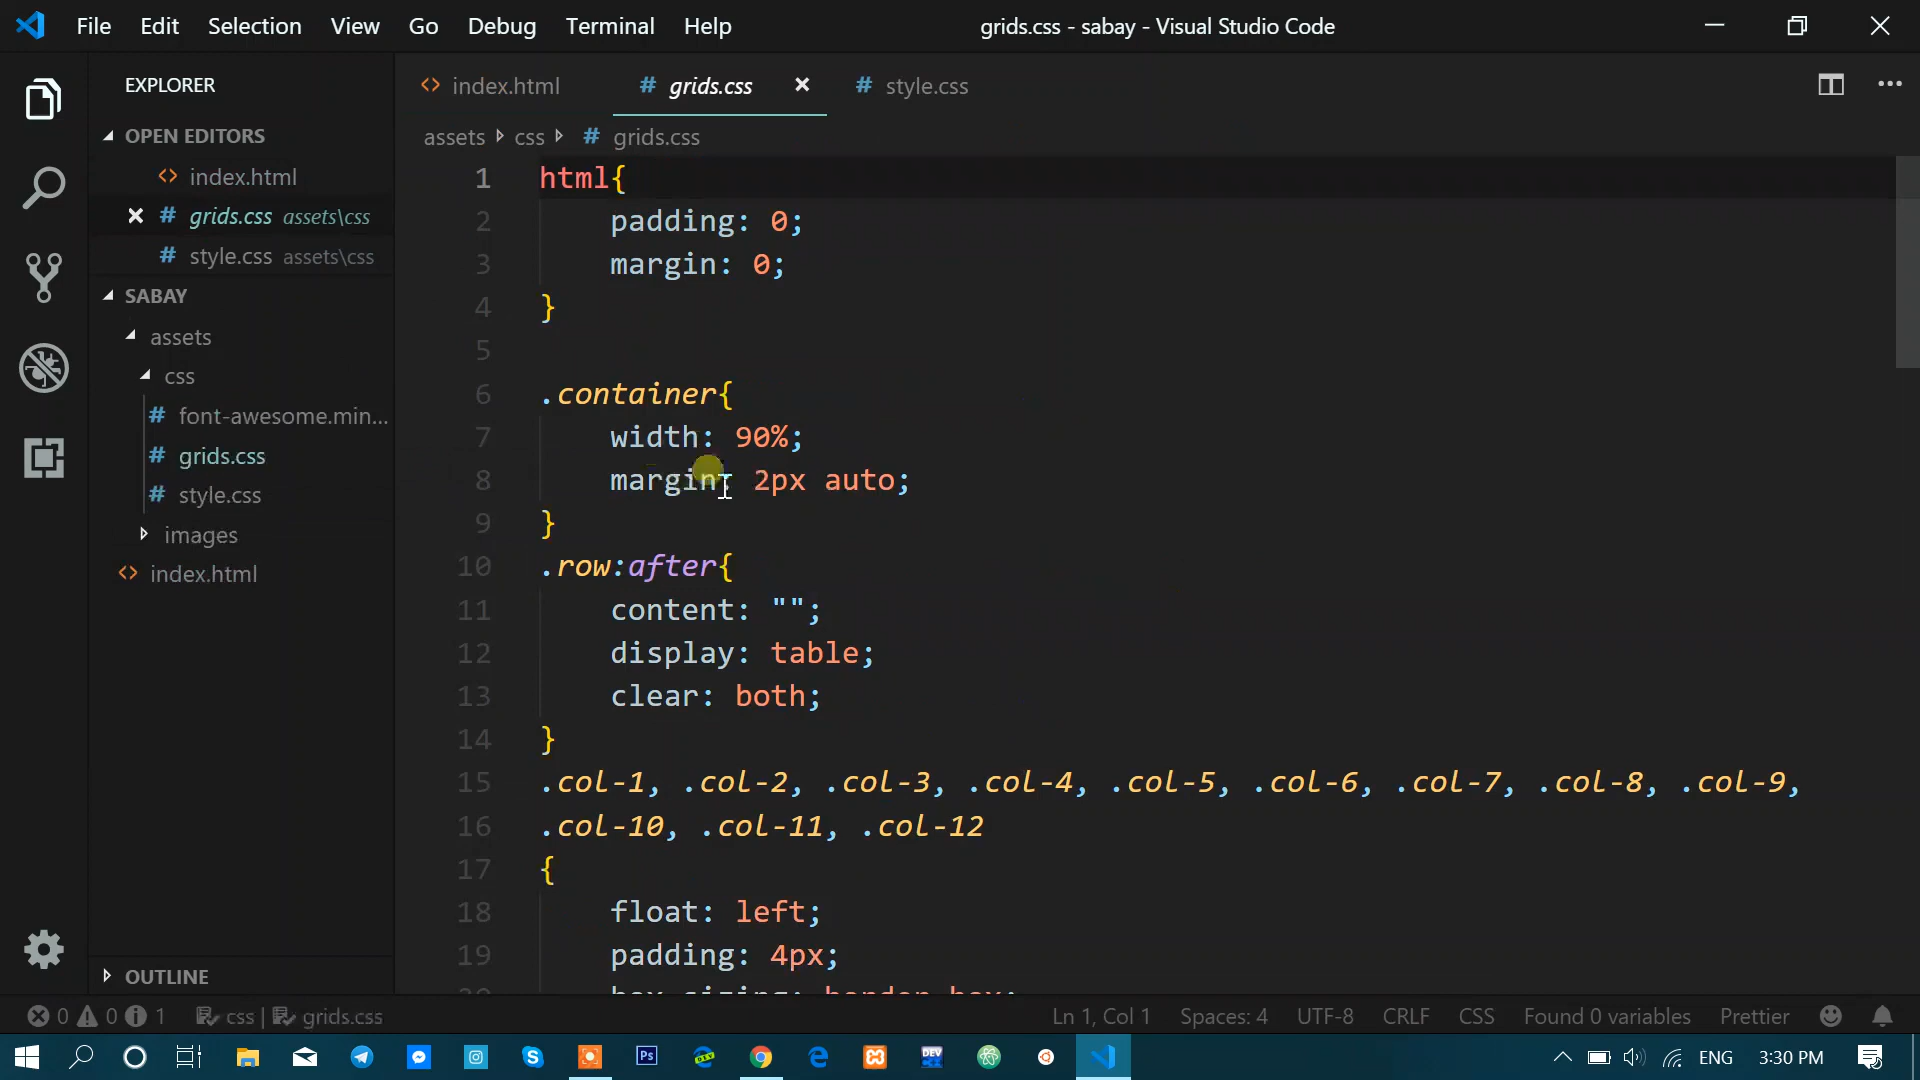 File Edit Selection View Go Debug Terminal Help grids.css - sabay - Visual Studio Code
EXPLORER
OPEN EDITORS
index.html
grids.css assets\css
style.css assets\css
SABAY
assets
css
font-awesome.min...
grids.css
style.css
images
index.html
OUTLINE
index.html # grids.css # style.css
assets css # grids.css
1 html{
2     padding: 0;
3     margin: 0;
4 }
5
6 .container{
7     width: 90%;
8     margin: 2px auto;
9 }
10 .row:after{
11     content: "";
12     display: table;
13     clear: both;
14 }
15 .col-1, .col-2, .col-3, .col-4, .col-5, .col-6, .col-7, .col-8, .col-9,
16 .col-10, .col-11, .col-12
17 {
18     float: left;
19     padding: 4px;
20     box-sizing: border-box;
0 0 1 css | grids.css Ln 1, Col 1 Spaces: 4 UTF-8 CRLF CSS Found 0 variables Prettier
Ps DEV ENG 3:30 PM